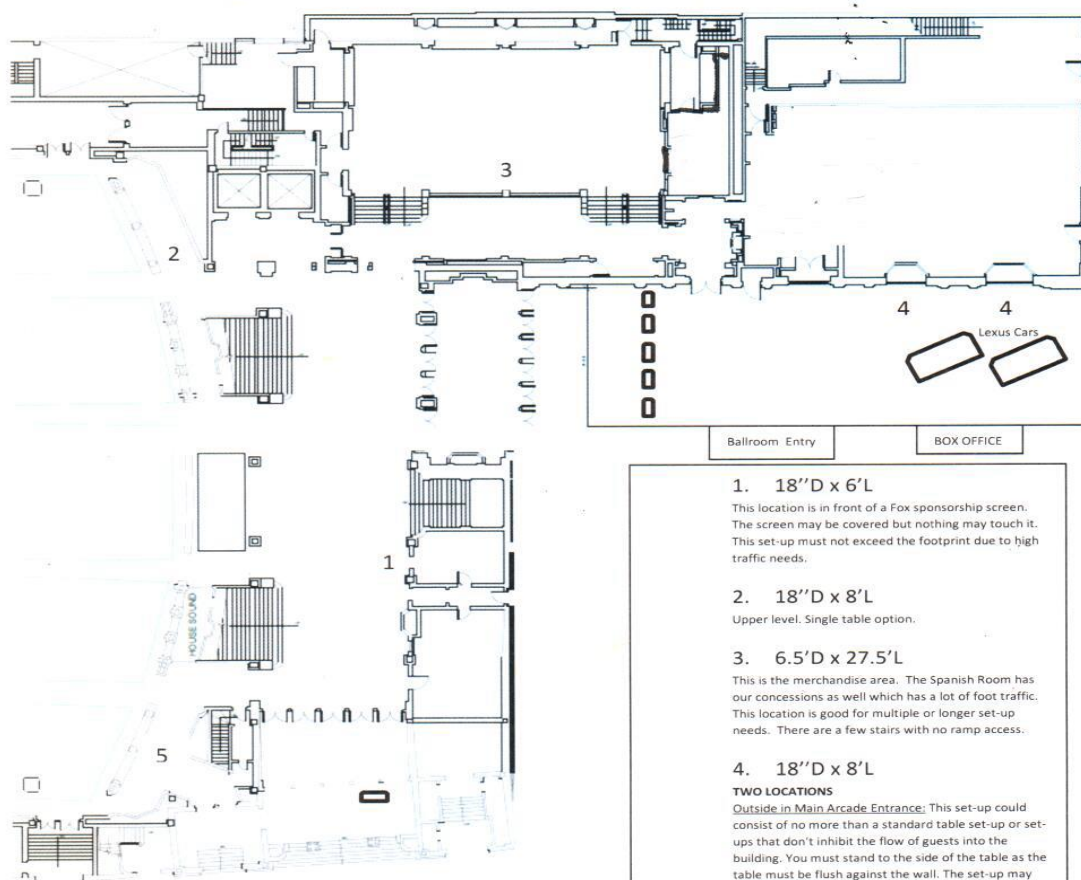 3
2
4 4
Lexus Cars
Ballroom Entry
BOX OFFICE
1
HOUSE SOUND
5
1. 18''D x 6'L
This location is in front of a Fox sponsorship screen.
The screen may be covered but nothing may touch it.
This set-up must not exceed the footprint due to high
traffic needs.
2. 18''D x 8'L
Upper level. Single table option.
3. 6.5'D x 27.5'L
This is the merchandise area. The Spanish Room has
our concessions as well which has a lot of foot traffic.
This location is good for multiple or longer set-up
needs. There are a few stairs with no ramp access.
4. 18''D x 8'L
TWO LOCATIONS
Outside in Main Arcade Entrance: This set-up could
consist of no more than a standard table set-up or set-
ups that don't inhibit the flow of guests into the
building. You must stand to the side of the table as the
table must be flush against the wall. The set-up may